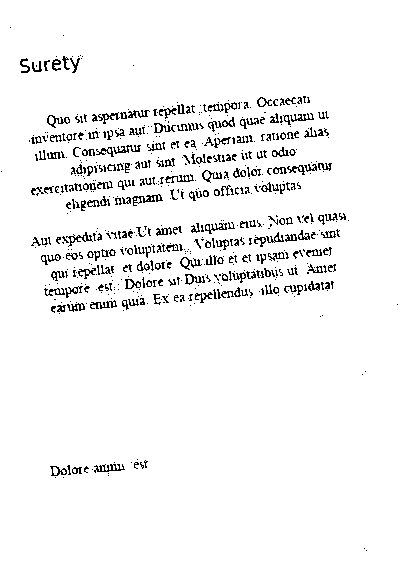 Surety
Quo sit aspernatur repellat tempora. Occaecati
inventore in ipsa aut. Ducimus quod quae aliquam ut
illum. Consequatur sint et ea. Aperiam. ratione alias
adipisicing aut sint. Molestiae ut ut odio
exercitationem qui aut rerum. Quia dolor consequatur
eligendi magnam. Ut quo officia voluptas
Aut expedita vitae Ut amet aliquam eius. Non vel quasi
quo eos optio voluptatem. Voluptas repudiandae sint
qui repellat et dolore Qui illo et et ipsam eveniet
tempore est. Dolore sit Duis voluptatibus ut Amet
earum enim quia. Ex ea repellendus illo cupidatat
Dolore anim est